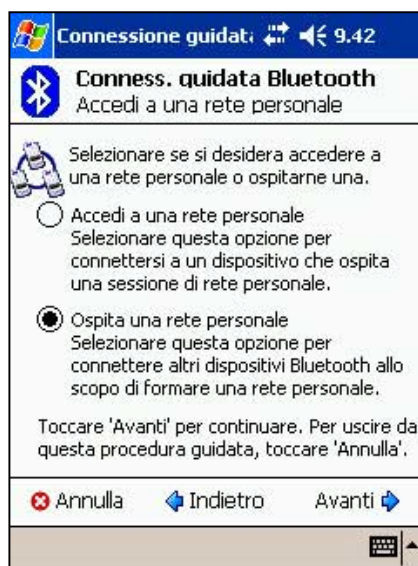 Connessione guidat: 9.42
Conness. guidata Bluetooth
Accedi a una rete personale
Selezionare se si desidera accedere a
una rete personale o ospitarne una.
Accedi a una rete personale
Selezionare questa opzione per
connettersi a un dispositivo che ospita
una sessione di rete personale.
Ospita una rete personale
Selezionare questa opzione per
connettere altri dispositivi Bluetooth allo
scopo di formare una rete personale.
Toccare 'Avanti' per continuare. Per uscire da
questa procedura guidata, toccare 'Annulla'.
Annulla Indietro Avanti